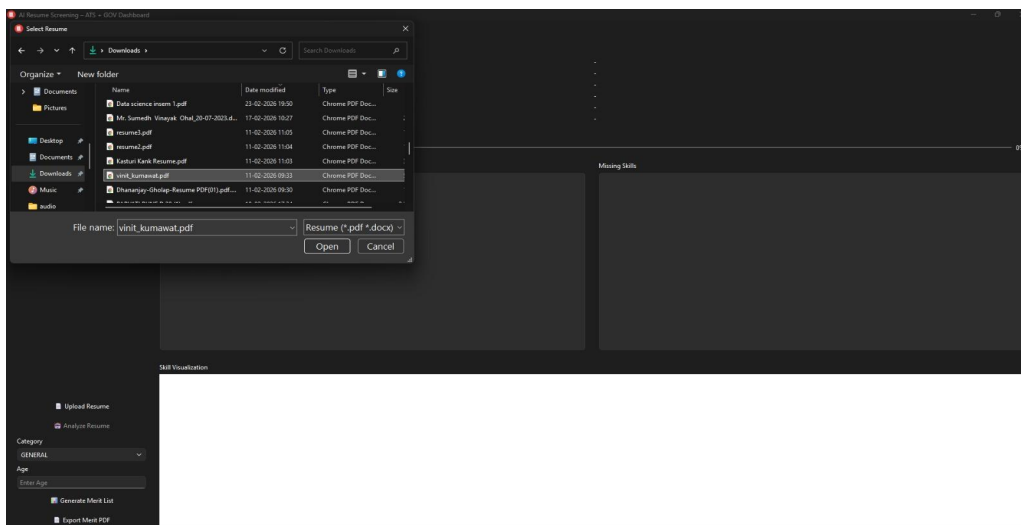 AI Resume Screening – ATS + GOV Dashboard
Select Resume
Downloads
Search Downloads
Organize
New folder
Name Date modified Type Size
Documents
Pictures
Desktop
Documents
Downloads
Music
audio
Data science insem 1.pdf 23-02-2026 19:50 Chrome PDF Doc...
Mr. Sumedh Vinayak Ohal_20-07-2023.d... 17-02-2026 10:27 Chrome PDF Doc...
resume3.pdf 11-02-2026 11:05 Chrome PDF Doc...
resume2.pdf 11-02-2026 11:04 Chrome PDF Doc...
Kasturi Kank Resume.pdf 11-02-2026 11:03 Chrome PDF Doc...
vinit_kumawat.pdf 11-02-2026 09:33 Chrome PDF Doc...
Dhananjay-Gholap-Resume PDF(01).pdf.... 11-02-2026 09:30 Chrome PDF Doc...
File name: vinit_kumawat.pdf Resume (*.pdf *.docx)
Open Cancel
-
-
-
-
-
-
Missing Skills
Skill Visualization
Upload Resume
Analyze Resume
Category
GENERAL
Age
Enter Age
Generate Merit List
Export Merit PDF